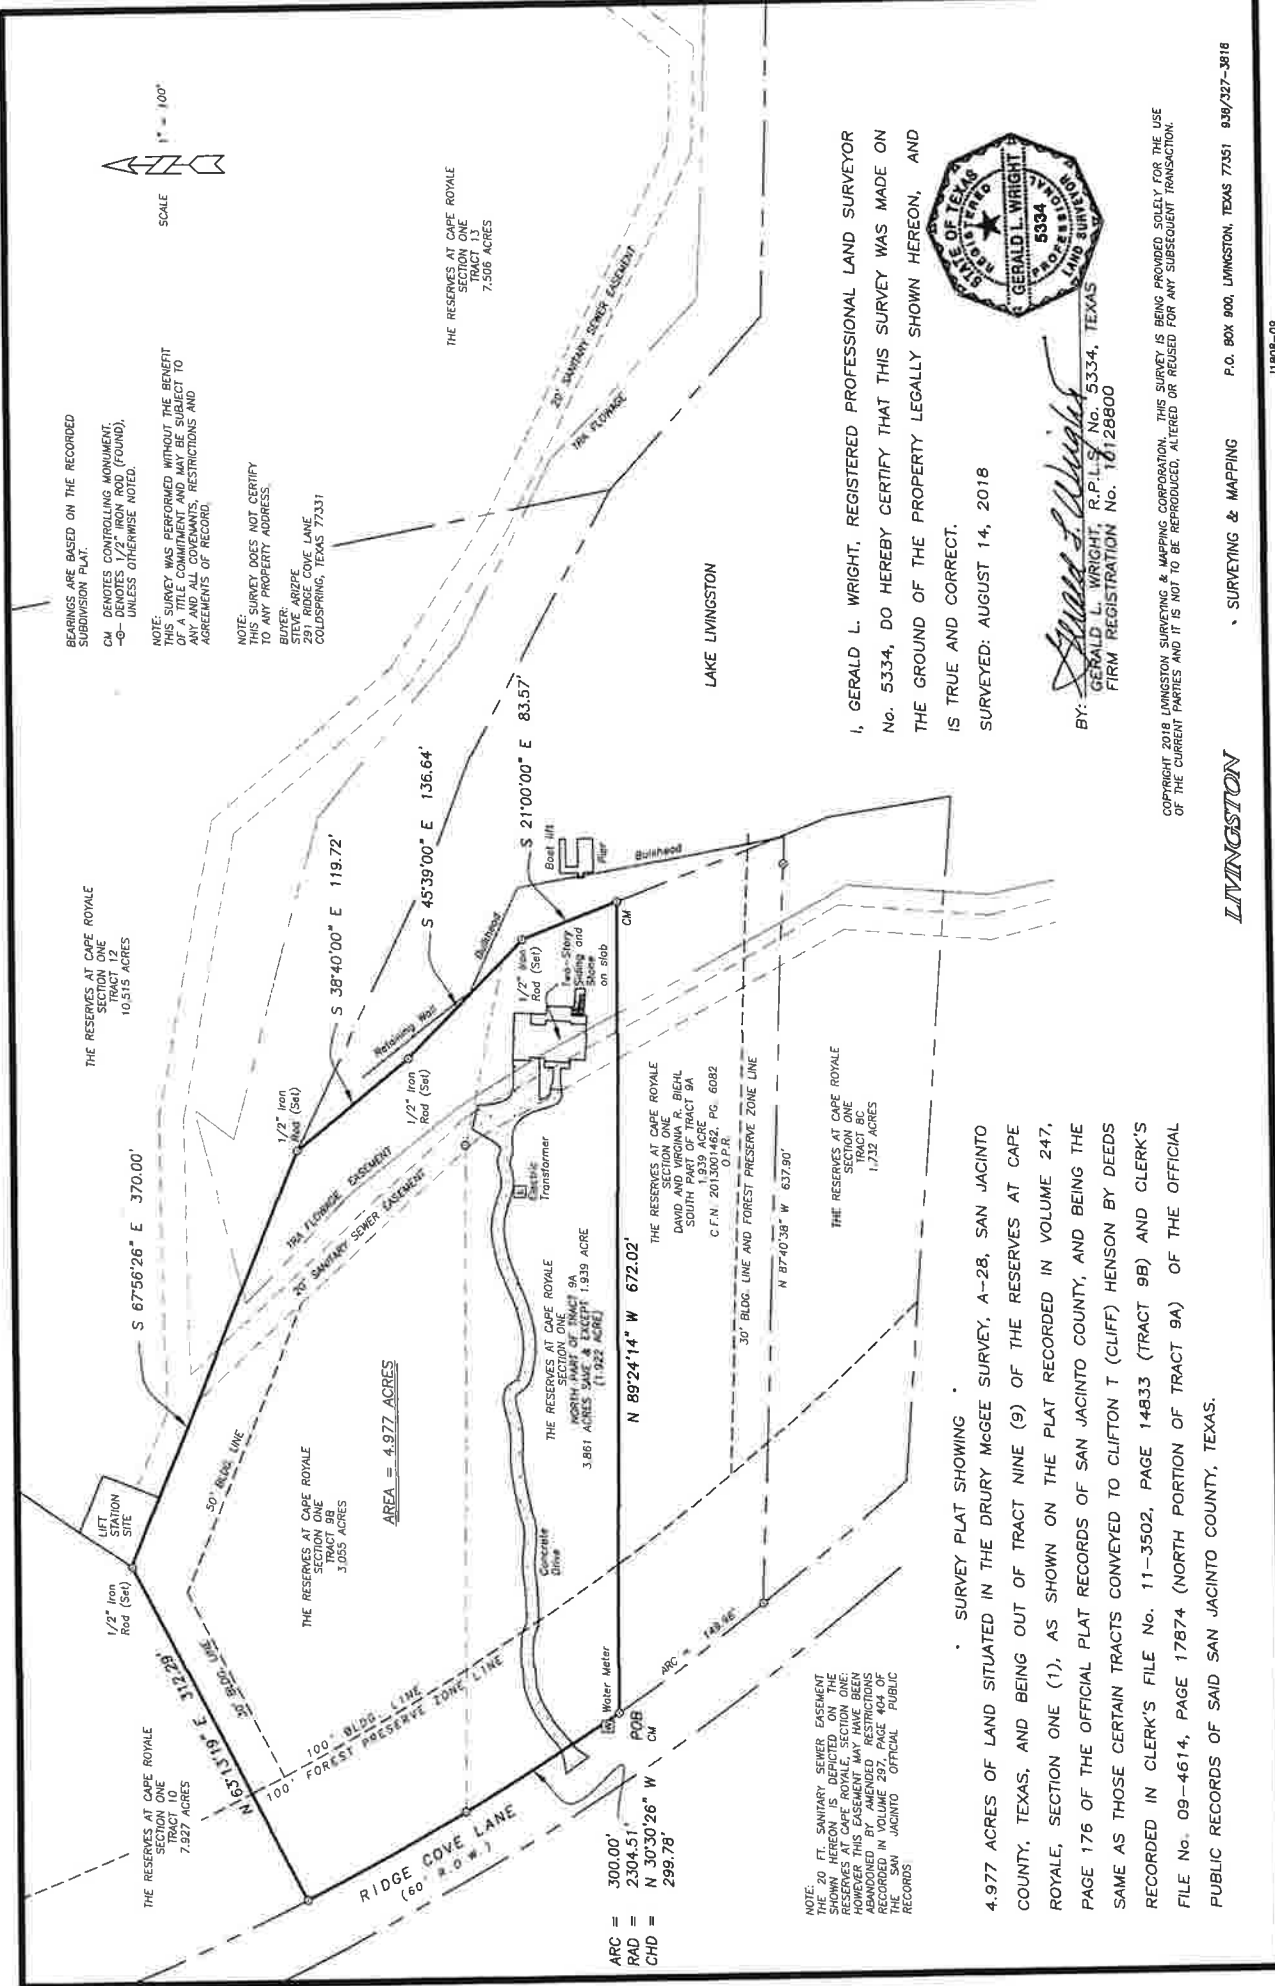 BEARINGS ARE BASED ON THE RECORDED
SUBDIVISION PLAT.
CM DENOTES CONTROLLING MONUMENT.
-O- DENOTES 1/2" IRON ROD (FOUND),
UNLESS OTHERWISE NOTED.
NOTE:
THIS SURVEY WAS PERFORMED WITHOUT THE BENEFIT
OF A TITLE COMMITMENT AND MAY BE SUBJECT TO
ANY AND ALL COVENANTS, RESTRICTIONS AND
AGREEMENTS OF RECORD.
NOTE:
THIS SURVEY DOES NOT CERTIFY
TO ANY PROPERTY ADDRESS.
BUYER:
STEVE ARIZPE
291 RIDGE COVE LANE
COLDSPRING, TEXAS 77331
SCALE 1" = 100'
THE RESERVES AT CAPE ROYALE
SECTION ONE
TRACT 13
7.506 ACRES
20' SANITARY SEWER EASEMENT
TRA FLOWAGE
LAKE LIVINGSTON
THE RESERVES AT CAPE ROYALE
SECTION ONE
TRACT 12
10.515 ACRES
S 67°56'26" E 370.00'
S 38°40'00" E 119.72'
S 45°39'00" E 136.64'
S 21°00'00" E 83.57'
1/2" Iron
Rod (Set)
LIFT
STATION
SITE
1/2" Iron
Rod (Set)
1/2" Iron
Rod (Set)
1/2" Iron
Rod (Set)
Retaining Wall
Bulkhead
Boat lift
Pier
Bulkhead
Two-Story
Siding and
Stone
on slab
CM
TRA FLOWAGE EASEMENT
20' SANITARY SEWER EASEMENT
50' BLDG. LINE
30' BLDG. LINE
N 63°13'19" E 312.29'
THE RESERVES AT CAPE ROYALE
SECTION ONE
TRACT 10
7.927 ACRES
100' BLDG. LINE
100' FOREST PRESERVE ZONE LINE
THE RESERVES AT CAPE ROYALE
SECTION ONE
TRACT 9B
3.055 ACRES
AREA = 4.977 ACRES
Electric
Transformer
Concrete
Drive
THE RESERVES AT CAPE ROYALE
SECTION ONE
NORTH PART OF TRACT 9A
3.861 ACRES SAVE & EXCEPT 1.939 ACRE
(1.922 ACRE)
N 89°24'14" W 672.02'
THE RESERVES AT CAPE ROYALE
SECTION ONE
DAVID AND VIRGINIA R. BIEHL
SOUTH PART OF TRACT 9A
1.939 ACRE
C.F.N. 2013001462, PG. 6082
O.P.R.
30' BLDG. LINE AND FOREST PRESERVE ZONE LINE
N 87°40'38" W 637.90'
THE RESERVES AT CAPE ROYALE
SECTION ONE
TRACT 8C
1.732 ACRES
Water Meter
POB
CM
ARC = 149.98'
RIDGE COVE LANE
(60' R.O.W.)
ARC = 300.00'
RAD = 2304.51'
CHD = N 30°30'26" W
299.78'
NOTE:
THE 20 FT. SANITARY SEWER EASEMENT
SHOWN HEREON IS DEPICTED ON THE
RESERVES AT CAPE ROYALE, SECTION ONE;
HOWEVER THIS EASEMENT MAY HAVE BEEN
ABANDONED BY AMENDED RESTRICTIONS
RECORDED IN VOLUME 297, PAGE 404 OF
THE SAN JACINTO OFFICIAL PUBLIC
RECORDS.
· SURVEY PLAT SHOWING ·
4.977 ACRES OF LAND SITUATED IN THE DRURY McGEE SURVEY, A-28, SAN JACINTO
COUNTY, TEXAS, AND BEING OUT OF TRACT NINE (9) OF THE RESERVES AT CAPE
ROYALE, SECTION ONE (1), AS SHOWN ON THE PLAT RECORDED IN VOLUME 247,
PAGE 176 OF THE OFFICIAL PLAT RECORDS OF SAN JACINTO COUNTY, AND BEING THE
SAME AS THOSE CERTAIN TRACTS CONVEYED TO CLIFTON T (CLIFF) HENSON BY DEEDS
RECORDED IN CLERK'S FILE No. 11-3502, PAGE 14833 (TRACT 9B) AND CLERK'S
FILE No. 09-4614, PAGE 17874 (NORTH PORTION OF TRACT 9A) OF THE OFFICIAL
PUBLIC RECORDS OF SAID SAN JACINTO COUNTY, TEXAS.
I, GERALD L. WRIGHT, REGISTERED PROFESSIONAL LAND SURVEYOR
No. 5334, DO HEREBY CERTIFY THAT THIS SURVEY WAS MADE ON
THE GROUND OF THE PROPERTY LEGALLY SHOWN HEREON, AND
IS TRUE AND CORRECT.
SURVEYED: AUGUST 14, 2018
STATE OF TEXAS
REGISTERED
GERALD L. WRIGHT
5334
PROFESSIONAL
LAND SURVEYOR
BY: Gerald L. Wright
GERALD L. WRIGHT, R.P.L.S. No. 5334, TEXAS
FIRM REGISTRATION No. 10128800
COPYRIGHT 2018 LIVINGSTON SURVEYING & MAPPING CORPORATION. THIS SURVEY IS BEING PROVIDED SOLELY FOR THE USE
OF THE CURRENT PARTIES AND IT IS NOT TO BE REPRODUCED, ALTERED OR REUSED FOR ANY SUBSEQUENT TRANSACTION.
LIVINGSTON · SURVEYING & MAPPING P.O. BOX 900, LIVINGSTON, TEXAS 77351 936/327-3818